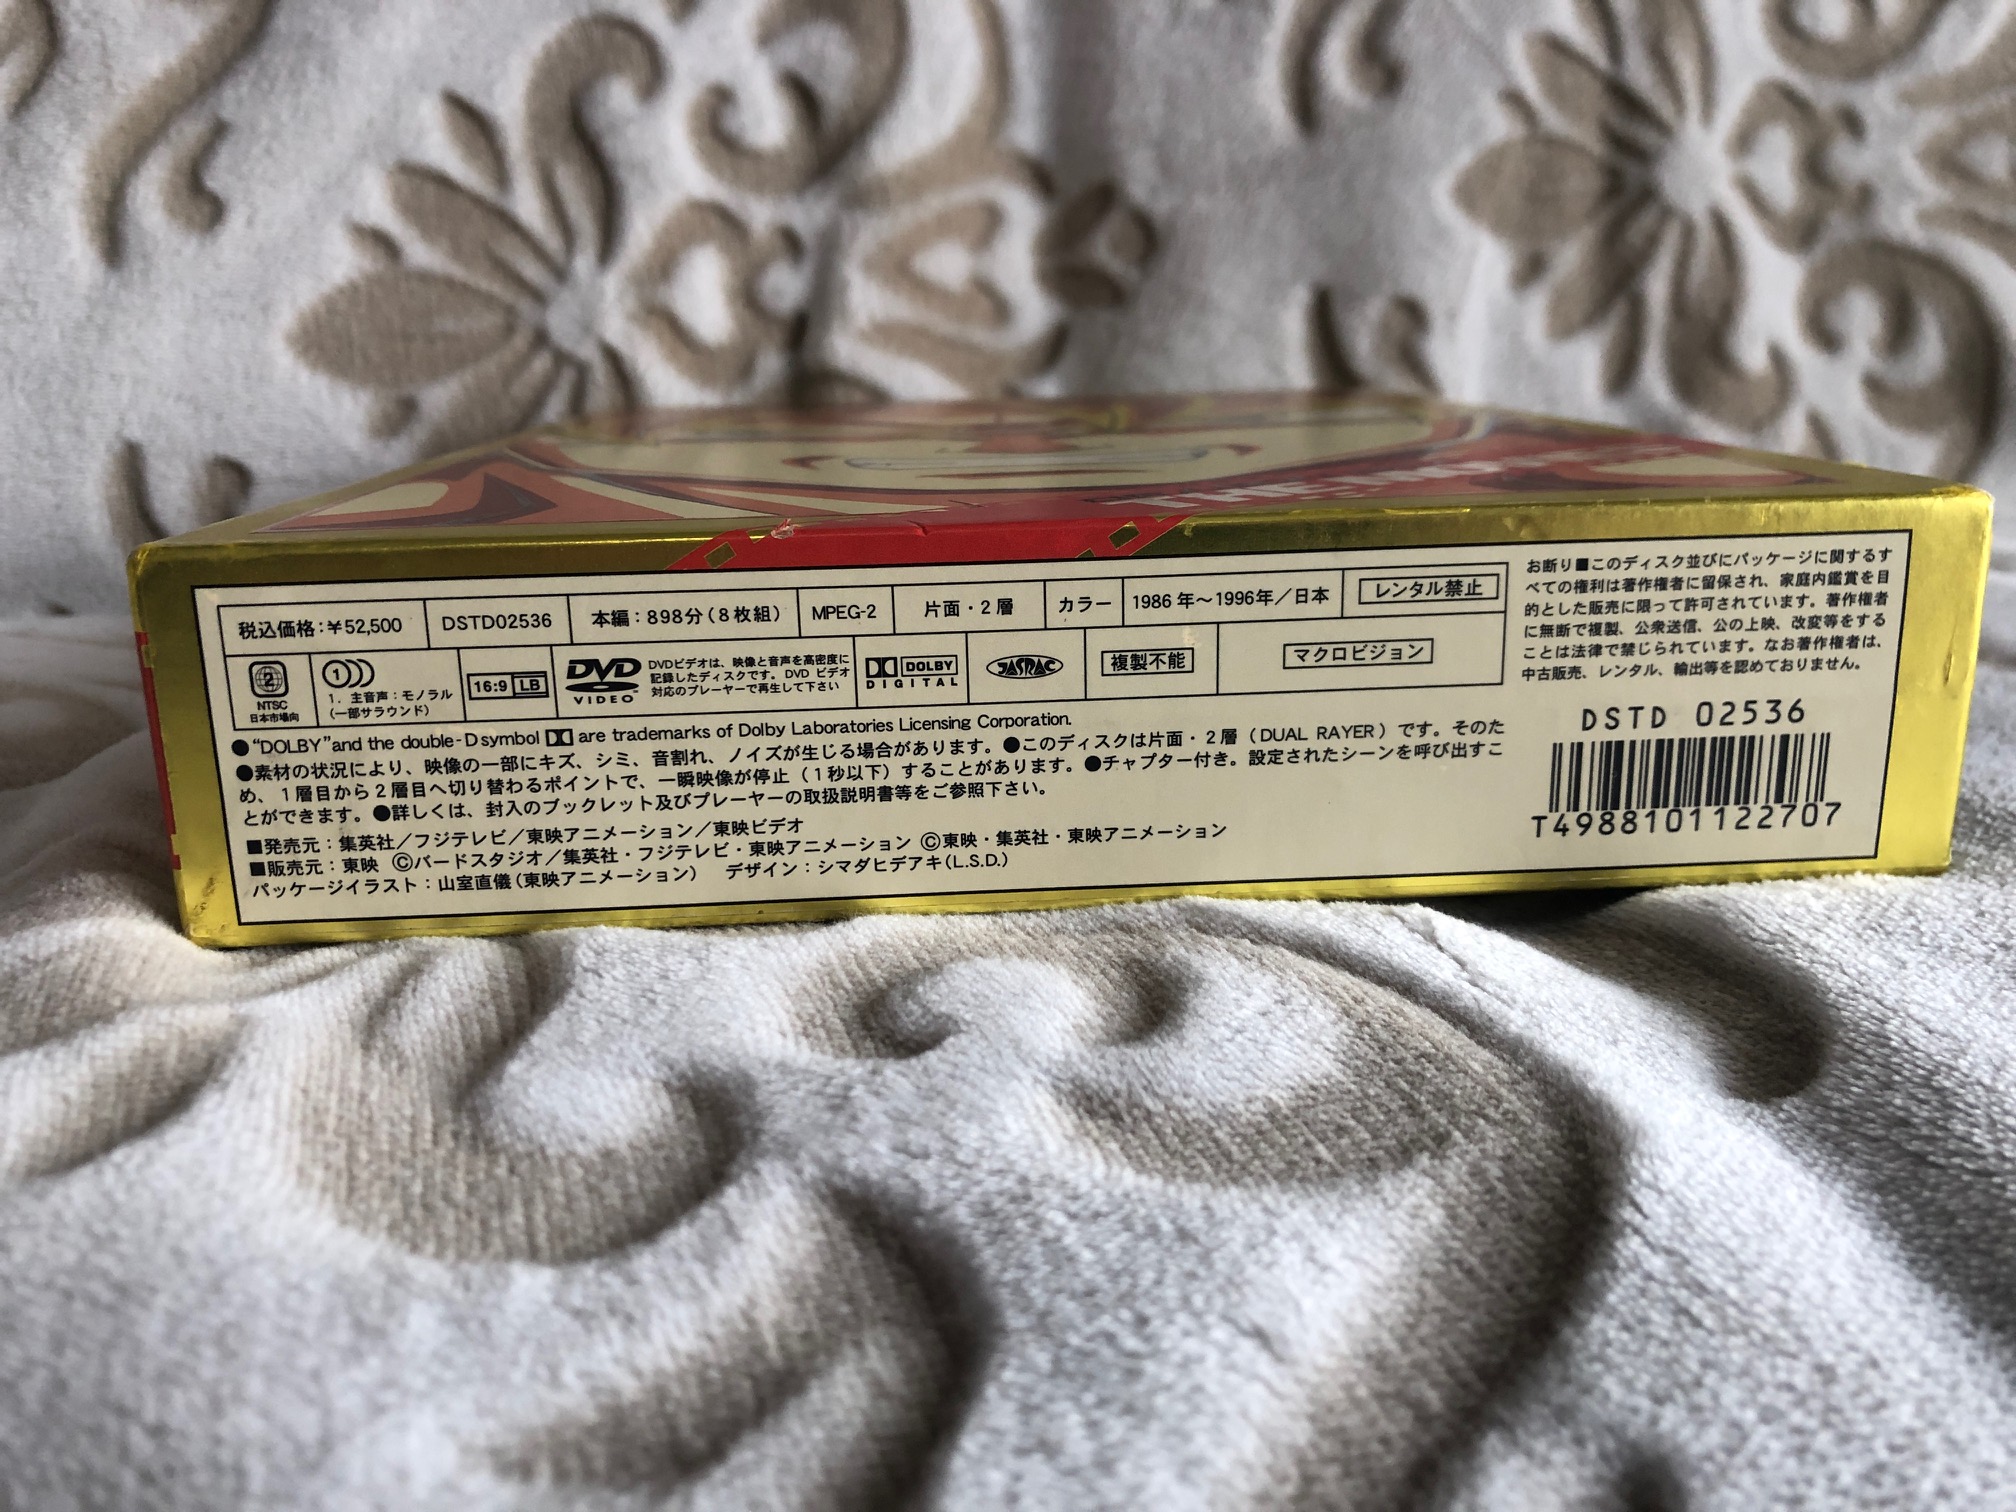 THE MOVIES
税込価格：¥52,500 DSTD02536 本編：898分（8枚組） MPEG-2 片面・2層 カラー 1986年〜1996年／日本 レンタル禁止
2 NTSC 日本市場向
1))) 1．主音声：モノラル
（一部サラウンド）
16:9 LB
DVD VIDEO
DVDビデオは、映像と音声を高密度に
記録したディスクです。DVD ビデオ
対応のプレーヤーで再生して下さい
DOLBY DIGITAL
JASRAC
複製不能
マクロビジョン
●“DOLBY”and the double-D symbol are trademarks of Dolby Laboratories Licensing Corporation.
●素材の状況により、映像の一部にキズ、シミ、音割れ、ノイズが生じる場合があります。●このディスクは片面・2層（DUAL RAYER）です。そのた
め、1層目から2層目へ切り替わるポイントで、一瞬映像が停止（1秒以下）することがあります。●チャプター付き。設定されたシーンを呼び出すこ
とができます。●詳しくは、封入のブックレット及びプレーヤーの取扱説明書等をご参照下さい。
■発売元：集英社／フジテレビ／東映アニメーション／東映ビデオ
■販売元：東映 Ⓒバードスタジオ／集英社・フジテレビ・東映アニメーション Ⓒ東映・集英社・東映アニメーション
パッケージイラスト：山室直儀（東映アニメーション） デザイン：シマダヒデアキ（L.S.D.）
お断り■このディスク並びにパッケージに関するす
べての権利は著作権者に留保され、家庭内鑑賞を目
的とした販売に限って許可されています。著作権者
に無断で複製、公衆送信、公の上映、改変等をする
ことは法律で禁じられています。なお著作権者は、
中古販売、レンタル、輸出等を認めておりません。
DSTD 02536
T4988101122707